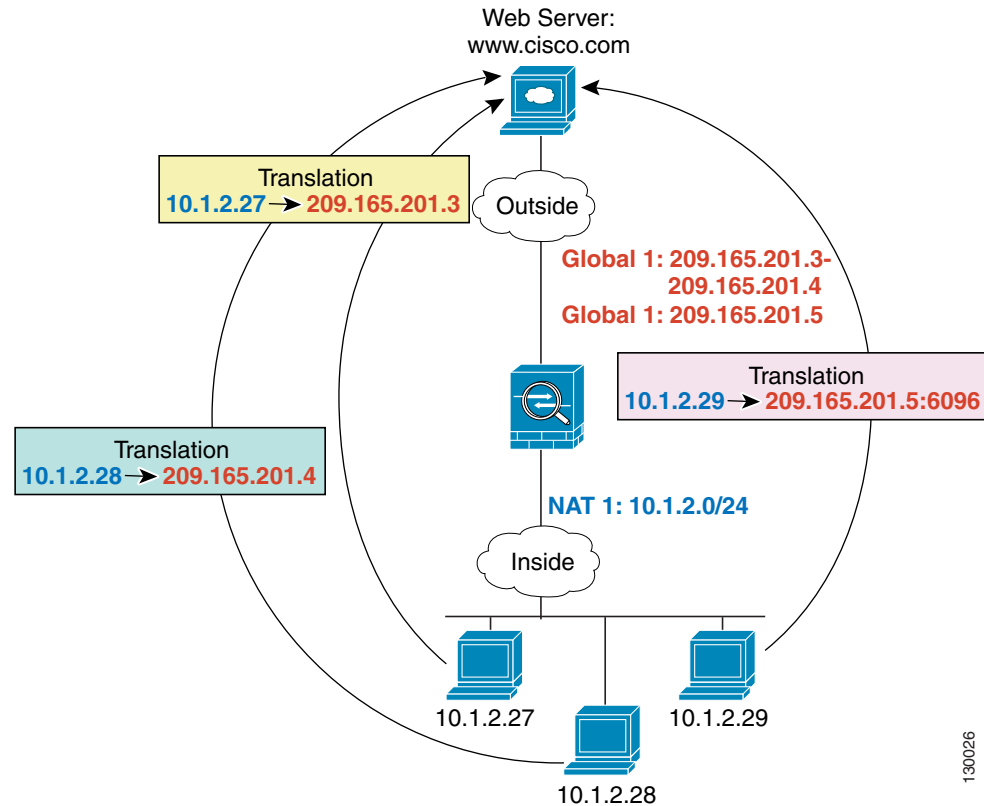 Web Server:
www.cisco.com
Translation
10.1.2.27 → 209.165.201.3
Outside
Global 1: 209.165.201.3-
209.165.201.4
Global 1: 209.165.201.5
Translation
10.1.2.29 → 209.165.201.5:6096
Translation
10.1.2.28 → 209.165.201.4
NAT 1: 10.1.2.0/24
Inside
10.1.2.27
10.1.2.29
10.1.2.28
130026